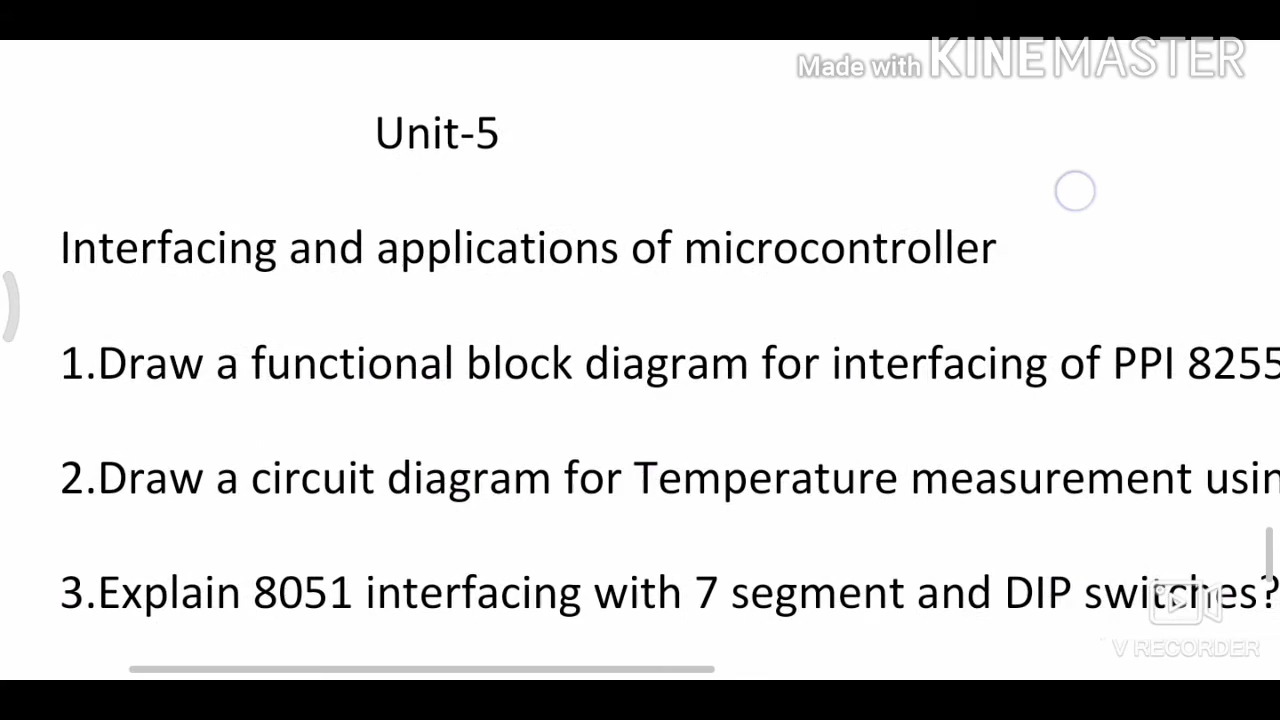 Made with KINEMASTER
Unit-5
Interfacing and applications of microcontroller
1.Draw a functional block diagram for interfacing of PPI 8255
2.Draw a circuit diagram for Temperature measurement usin
3.Explain 8051 interfacing with 7 segment and DIP switches?
V RECORDER